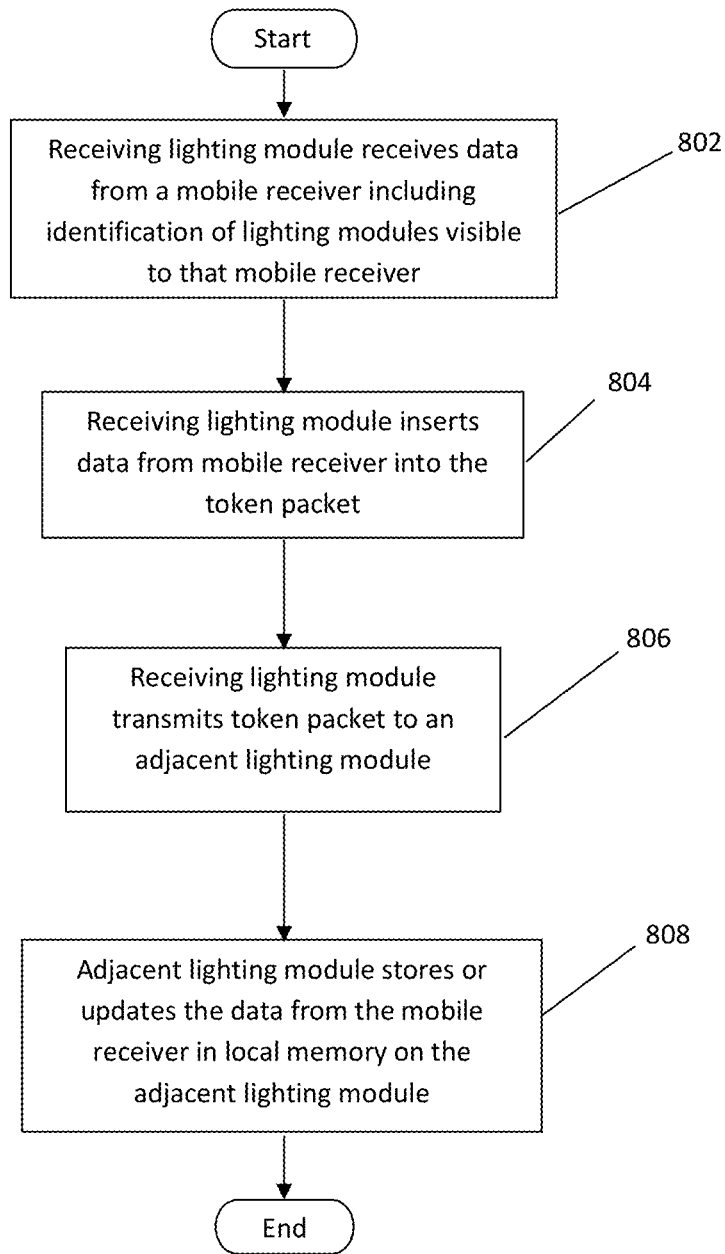 Start
Receiving lighting module receives data
from a mobile receiver including
identification of lighting modules visible
to that mobile receiver
802
Receiving lighting module inserts
data from mobile receiver into the
token packet
804
Receiving lighting module
transmits token packet to an
adjacent lighting module
806
Adjacent lighting module stores or
updates the data from the mobile
receiver in local memory on the
adjacent lighting module
808
End